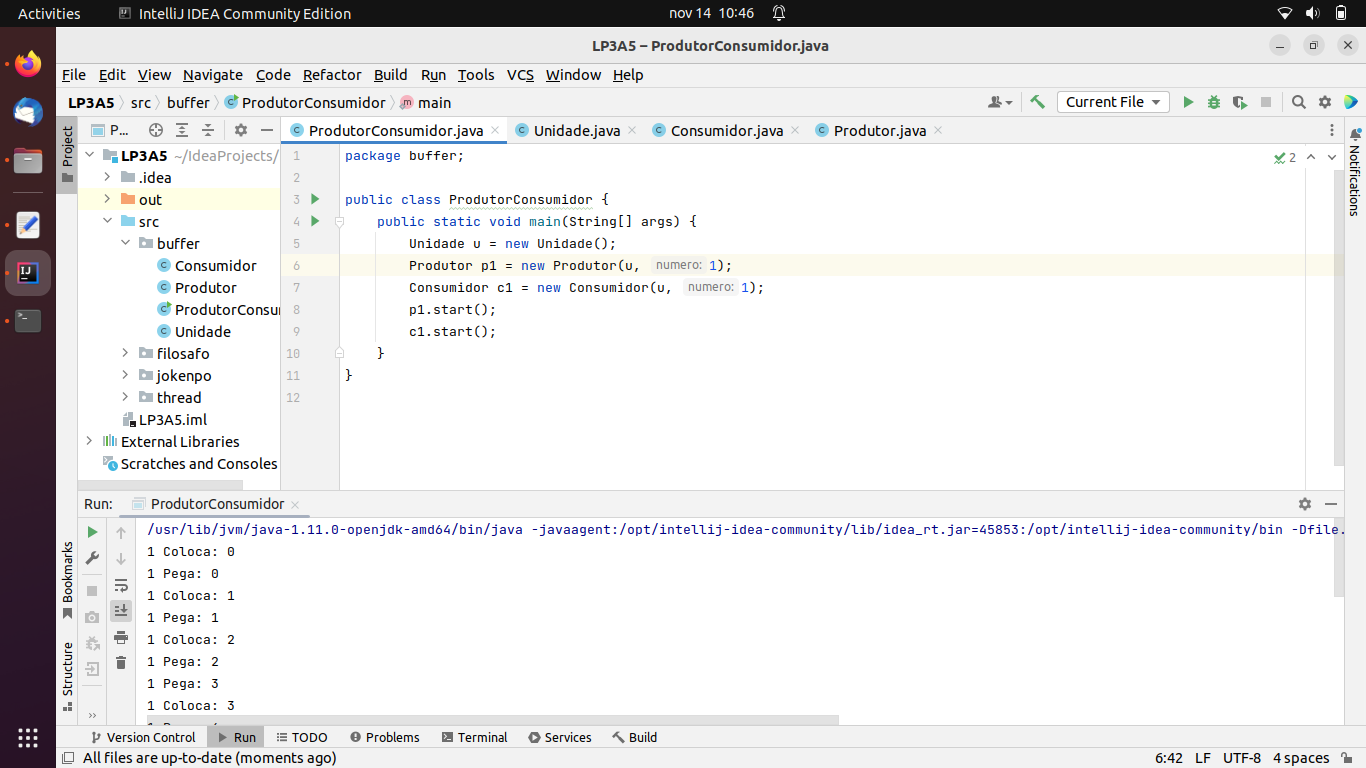 Activities IntelliJ IDEA Community Edition nov 14 10:46
LP3A5 – ProdutorConsumidor.java
File Edit View Navigate Code Refactor Build Run Tools VCS Window Help
LP3A5 src buffer ProdutorConsumidor main Current File
Project P... ProdutorConsumidor.java Unidade.java Consumidor.java Produtor.java
Notifications
LP3A5 ~/IdeaProjects/
.idea
out
src
buffer
Consumidor
Produtor
ProdutorConsu
Unidade
filosafo
jokenpo
thread
LP3A5.iml
External Libraries
Scratches and Consoles
1 package buffer; 2
2
3 public class ProdutorConsumidor {
4 public static void main(String[] args) {
5 Unidade u = new Unidade();
6 Produtor p1 = new Produtor(u, numero: 1);
7 Consumidor c1 = new Consumidor(u, numero: 1);
8 p1.start();
9 c1.start();
10 }
11 }
12
Run: ProdutorConsumidor
/usr/lib/jvm/java-1.11.0-openjdk-amd64/bin/java -javaagent:/opt/intellij-idea-community/lib/idea_rt.jar=45853:/opt/intellij-idea-community/bin -Dfile.
1 Coloca: 0
1 Pega: 0
1 Coloca: 1
1 Pega: 1
1 Coloca: 2
1 Pega: 2
1 Pega: 3
1 Coloca: 3
Bookmarks
Structure
Version Control Run TODO Problems Terminal Services Build
All files are up-to-date (moments ago) 6:42 LF UTF-8 4 spaces